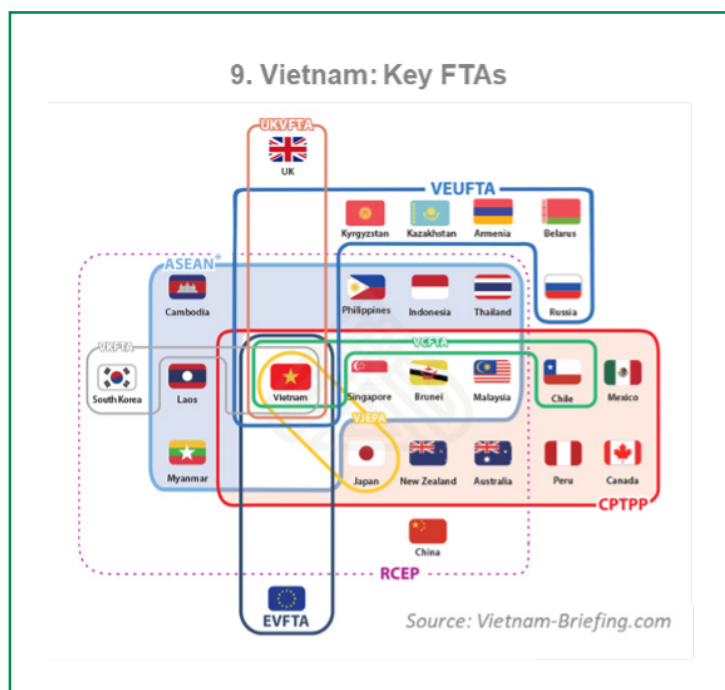 9. Vietnam: Key FTAs
UKVFTA
UK
VEUFTA
Kyrgyzstan Kazakhstan Armenia Belarus
ASEAN*
Cambodia Philippines Indonesia Thailand Russia
VKFTA VCFTA
South Korea Laos Vietnam Singapore Brunei Malaysia Chile Mexico
VJEPA
Myanmar Japan New Zealand Australia Peru Canada
CPTPP
China
RCEP
EVFTA
Source: Vietnam-Briefing.com